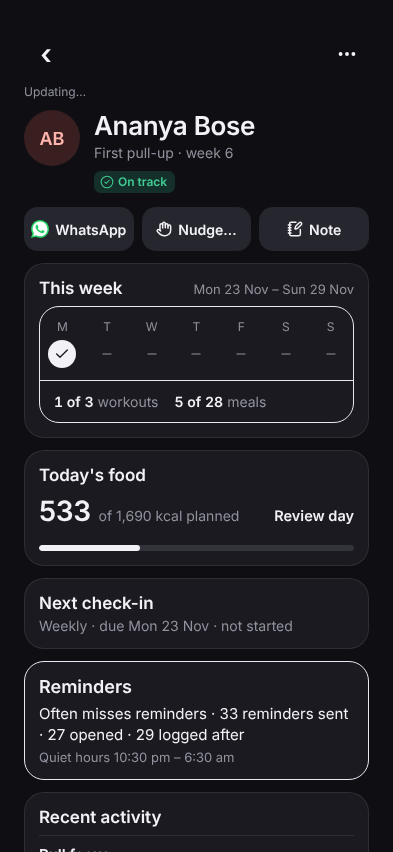 Updating...
AB
Ananya Bose
First pull-up · week 6
On track
WhatsApp
Nudge...
Note
This week
Mon 23 Nov – Sun 29 Nov
M T W T F S S
– – – – – –
1 of 3 workouts 5 of 28 meals
Today's food
533 of 1,690 kcal planned
Review day
Next check-in
Weekly · due Mon 23 Nov · not started
Reminders
Often misses reminders · 33 reminders sent
· 27 opened · 29 logged after
Quiet hours 10:30 pm – 6:30 am
Recent activity